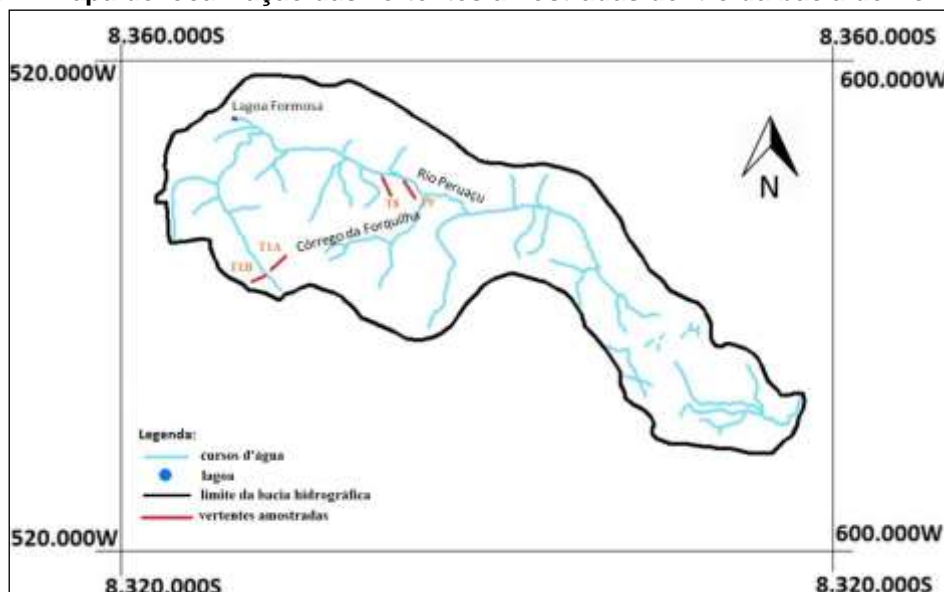 8.360.000S 8.360.000S
520.000W 600.000W
Lagoa Formosa
Rio Peruaçu
T8 T9
Córrego da Forquilha
T1A
T1B
N
Legenda:
cursos d'água
lagoa
limite da bacia hidrográfica
vertentes amostradas
520.000W 600.000W
8.320.000S 8.320.000S